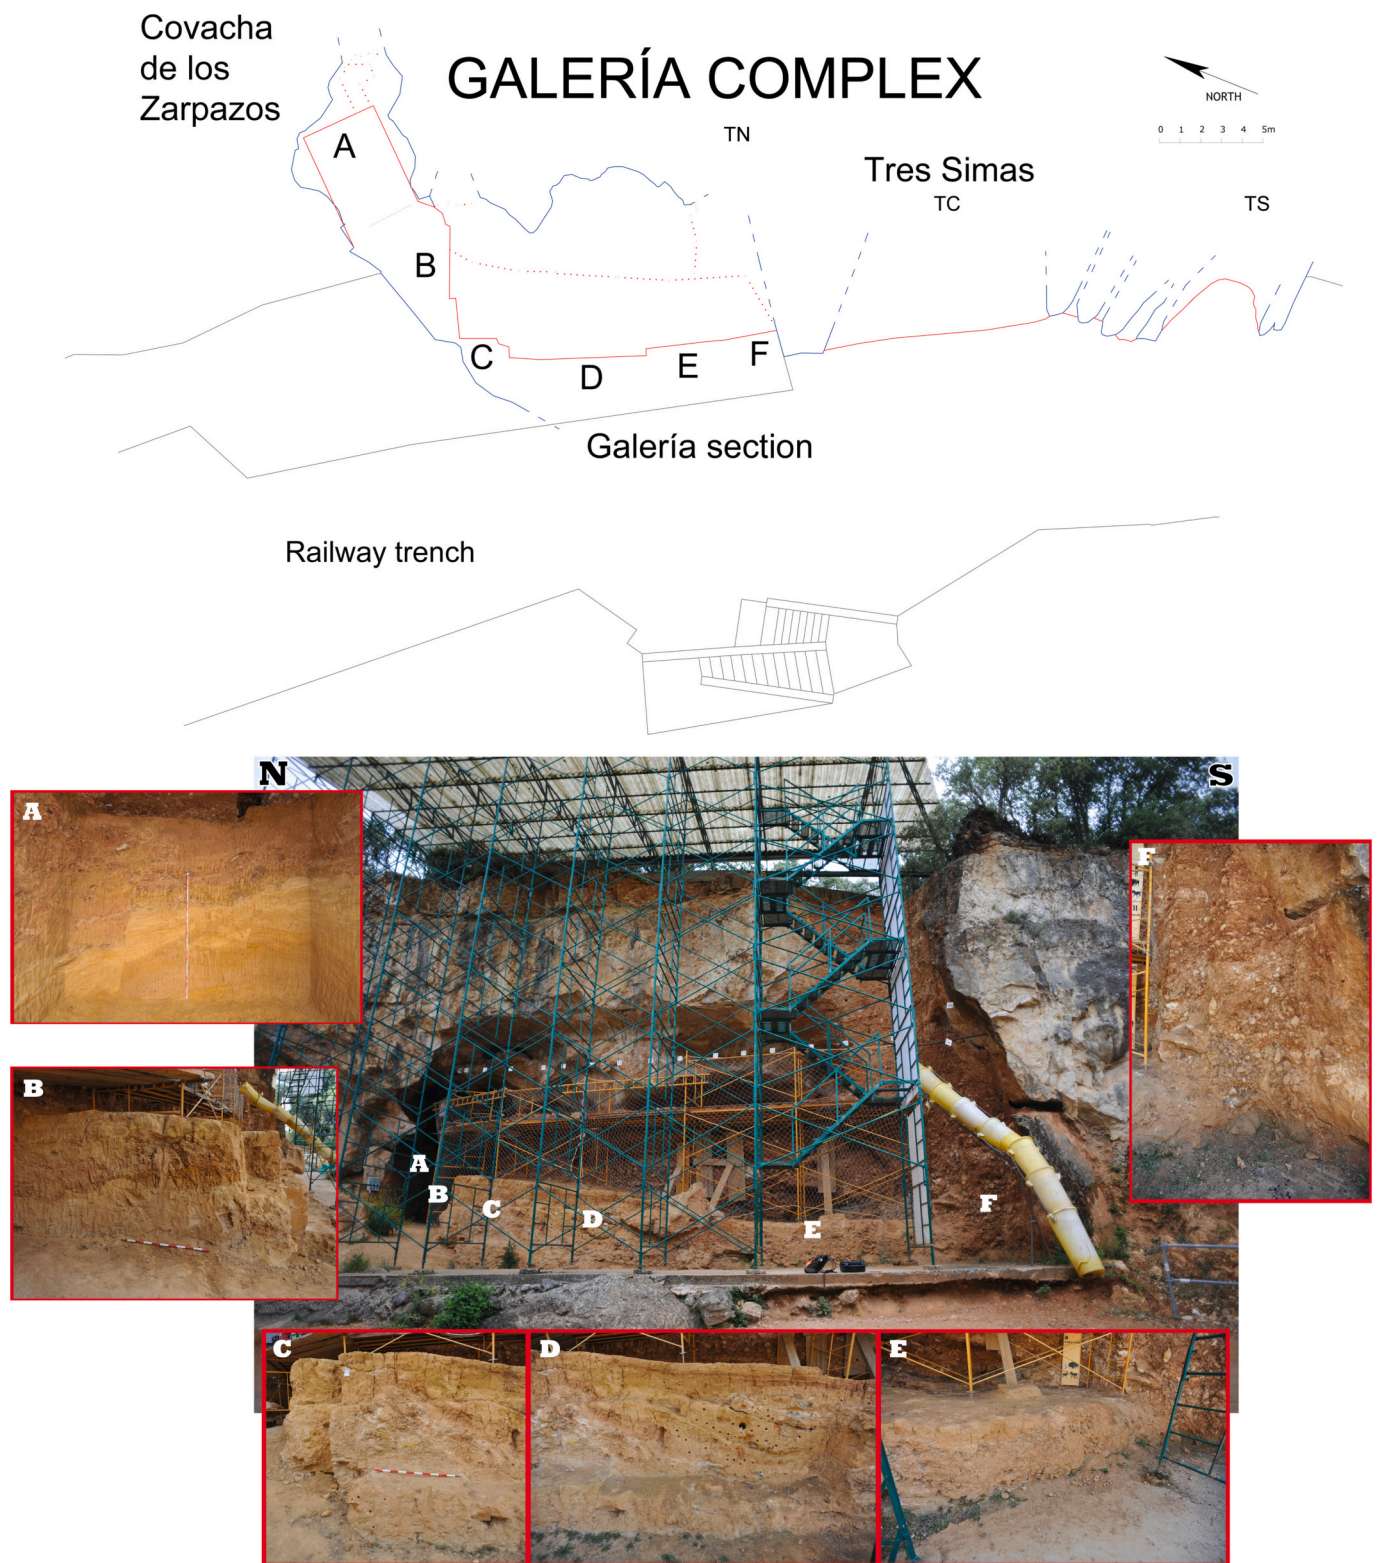 Covacha
de los
Zarpazos
GALERÍA COMPLEX
NORTH
0 1 2 3 4 5m
TN
Tres Simas
TC
TS
A
B
C
D
E
F
Galería section
Railway trench
N
S
A
B
C
D
E
F
A
B
C
D
E
F